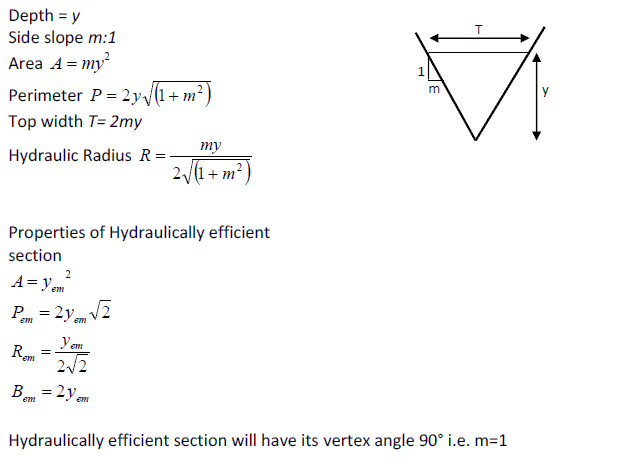 Depth = y
Side slope m:1
Area A = my²
Perimeter P = 2y√(1 + m²)
Top width T= 2my
Hydraulic Radius R = my / 2√(1 + m²)
T
1
m
y
Properties of Hydraulically efficient
section
A = y_em²
P_em = 2y_em√2
R_em = y_em / 2√2
B_em = 2y_em
Hydraulically efficient section will have its vertex angle 90° i.e. m=1